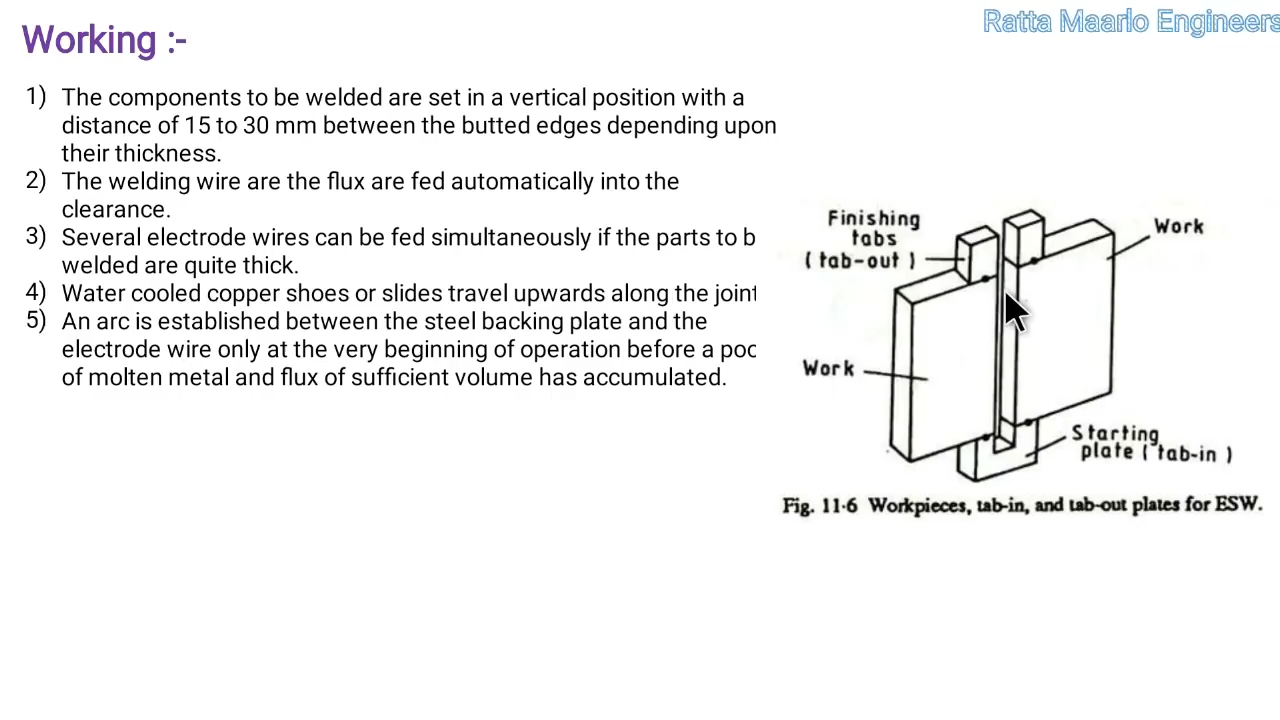 Ratta Maarlo Engineers
Working :-
1) The components to be welded are set in a vertical position with a
distance of 15 to 30 mm between the butted edges depending upon
their thickness.
2) The welding wire are the flux are fed automatically into the
clearance.
3) Several electrode wires can be fed simultaneously if the parts to b
welded are quite thick.
4) Water cooled copper shoes or slides travel upwards along the joint
5) An arc is established between the steel backing plate and the
electrode wire only at the very beginning of operation before a poo
of molten metal and flux of sufficient volume has accumulated.
Finishing
tabs
( tab-out )
Work
Work
Starting
plate ( tab-in )
Fig. 11·6 Workpieces, tab-in, and tab-out plates for ESW.